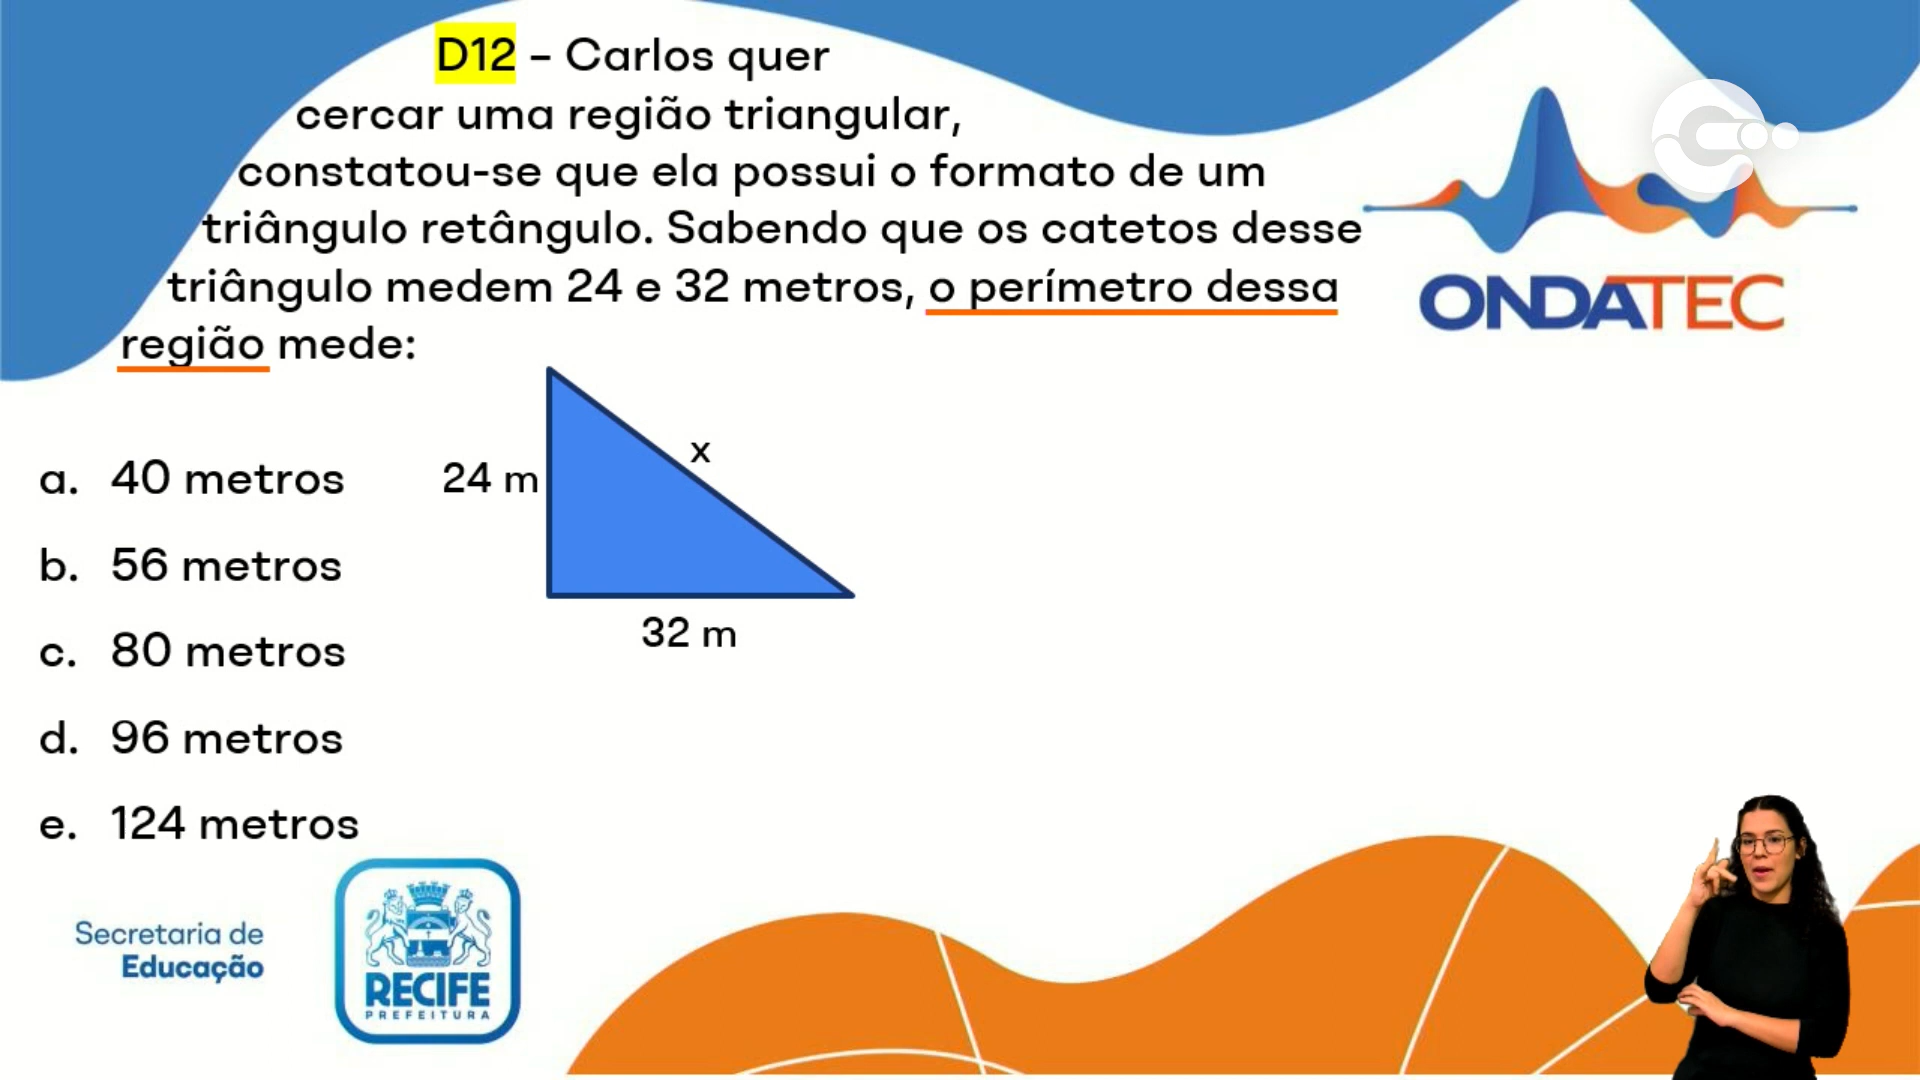 D12 – Carlos quer
cercar uma região triangular,
constatou-se que ela possui o formato de um
triângulo retângulo. Sabendo que os catetos desse
triângulo medem 24 e 32 metros, o perímetro dessa
região mede:
a. 40 metros
b. 56 metros
c. 80 metros
d. 96 metros
e. 124 metros
24 m
x
32 m
ONDATEC
Secretaria de
Educação
RECIFE
PREFEITURA